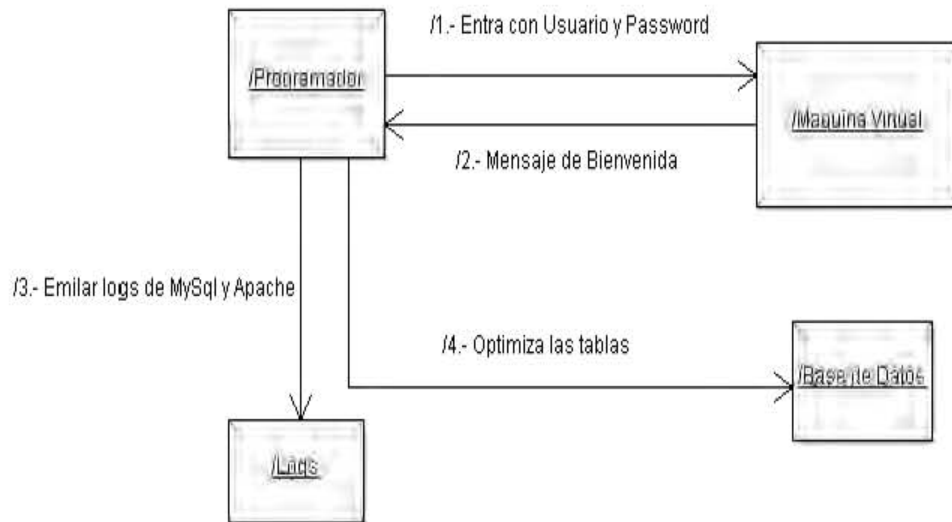 /1.- Entra con Usuario y Password
/Programador
/Maquina Virtual
/2.- Mensaje de Bienvenida
/3.- Emilar logs de MySql y Apache
/4.- Optimiza las tablas
/Base de Datos
/Logs